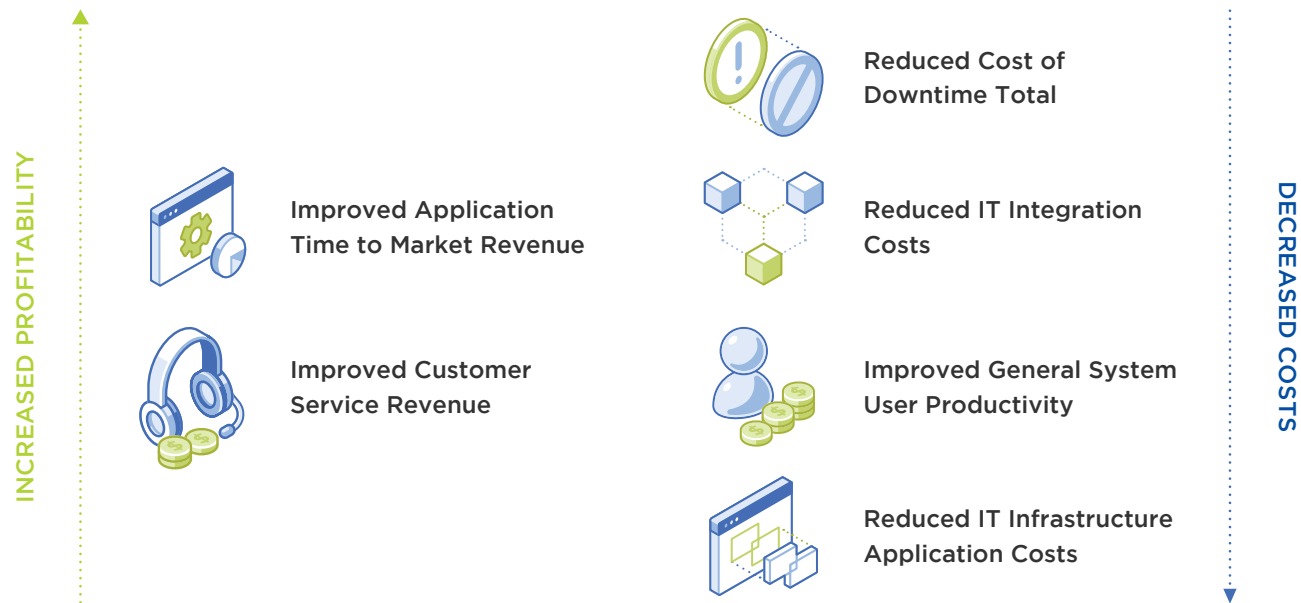 INCREASED PROFITABILITY
Improved Application
Time to Market Revenue
Improved Customer
Service Revenue
Reduced Cost of
Downtime Total
Reduced IT Integration
Costs
Improved General System
User Productivity
Reduced IT Infrastructure
Application Costs
DECREASED COSTS